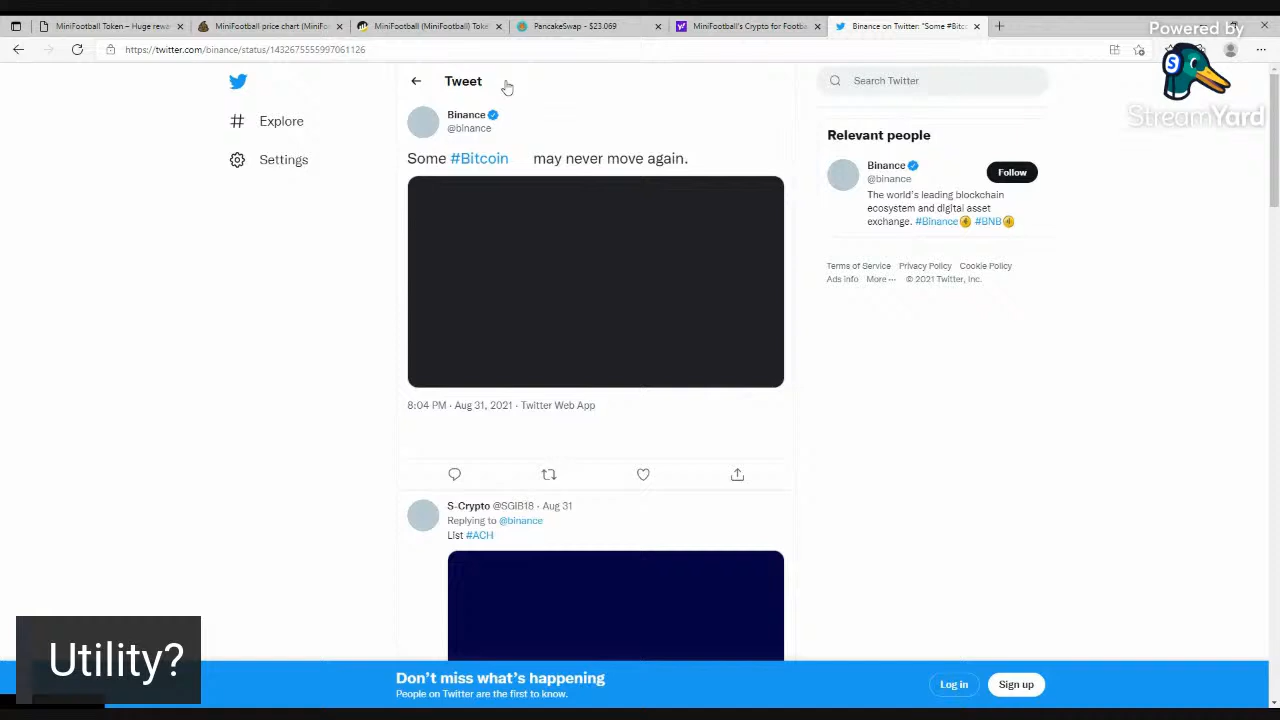 MiniFootball Token – Huge rewa
MiniFootball price chart (MiniFo
MiniFootball (MiniFootball) Toke
PancakeSwap - $23.069
MiniFootball's Crypto for Footba
Binance on Twitter: "Some #Bitc
https://twitter.com/binance/status/1432675555997061126
Powered by
StreamYard
Tweet
Search Twitter
Explore
Settings
Binance
@binance
Some #Bitcoin may never move again.
8:04 PM · Aug 31, 2021 · Twitter Web App
S-Crypto @SGIB18 · Aug 31
Replying to @binance
List #ACH
Relevant people
Binance
@binance
Follow
The world's leading blockchain
ecosystem and digital asset
exchange. #Binance #BNB
Terms of Service Privacy Policy Cookie Policy
Ads info More ··· © 2021 Twitter, Inc.
Utility?
Don't miss what's happening
People on Twitter are the first to know.
Log in
Sign up